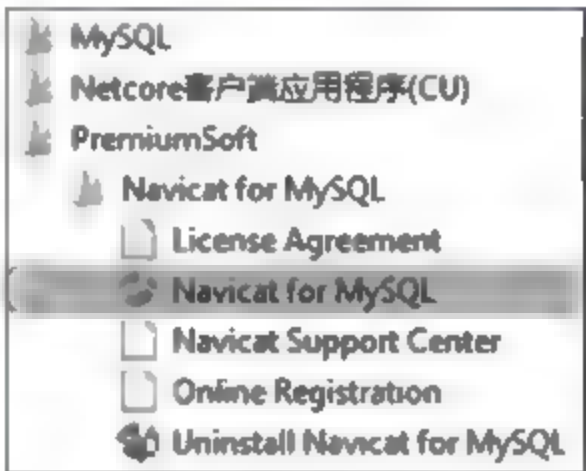 MySQL
Netcore客户端应用程序(CU)
PremiumSoft
Navicat for MySQL
License Agreement
Navicat for MySQL
Navicat Support Center
Online Registration
Uninstall Navicat for MySQL